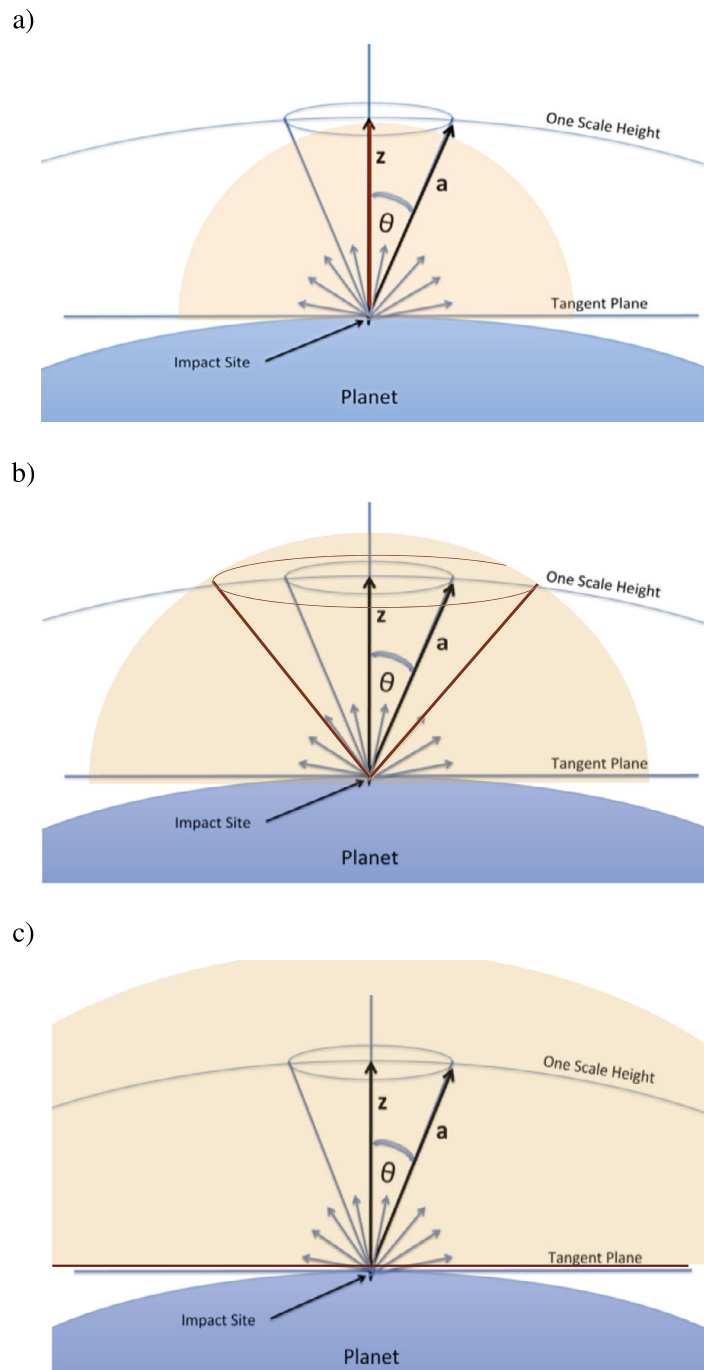 a)
One Scale Height
z
a
θ
Tangent Plane
Impact Site
Planet
b)
One Scale Height
z
a
θ
Tangent Plane
Impact Site
Planet
c)
One Scale Height
z
a
θ
Tangent Plane
Impact Site
Planet